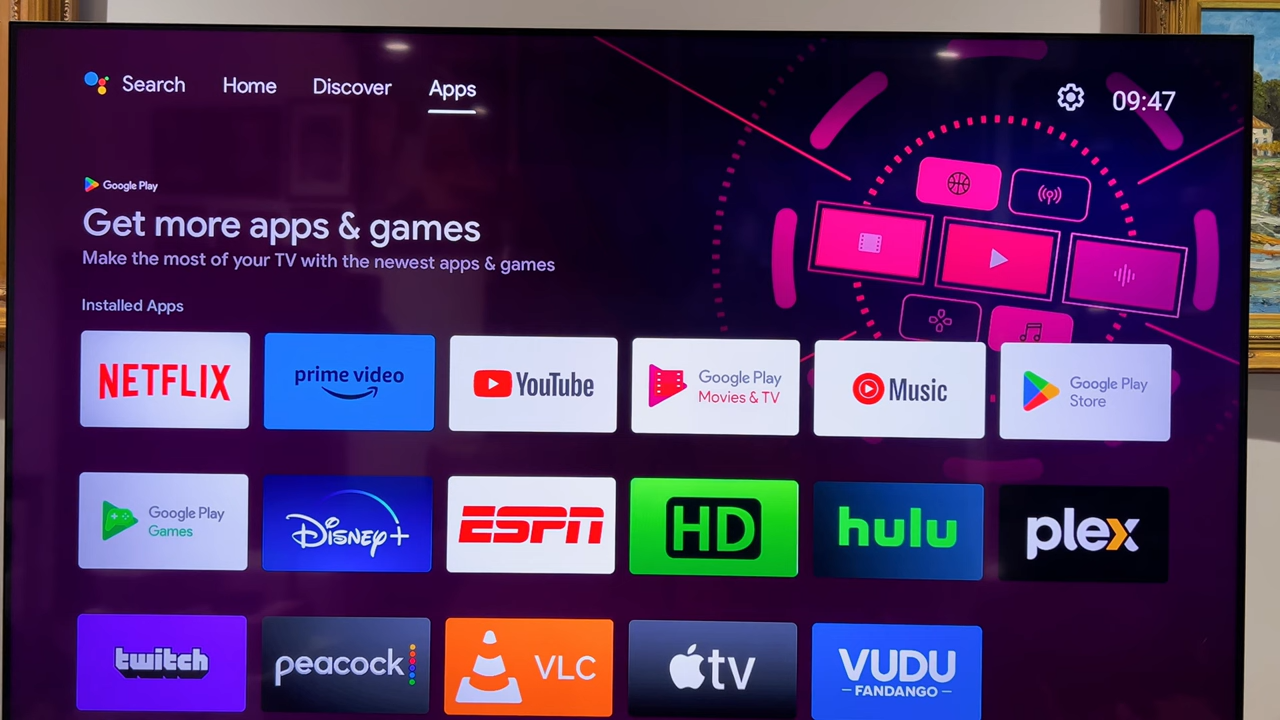 Search Home Discover Apps
09:47
Google Play
Get more apps & games
Make the most of your TV with the newest apps & games
Installed Apps
NETFLIX
prime video
YouTube
Google Play
Movies & TV
Music
Google Play
Store
Google Play
Games
Disney+
ESPN
HD
hulu
plex
twitch
peacock
VLC
tv
VUDU
FANDANGO